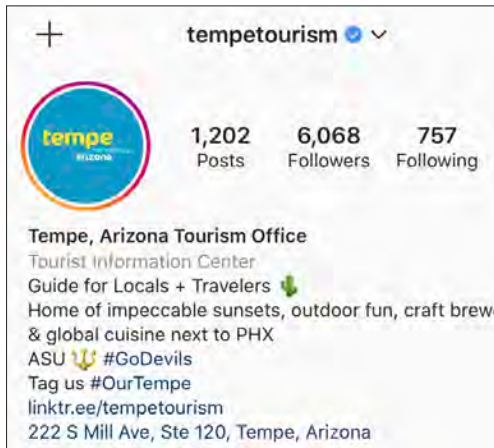 tempetourism
tempe
arizona
1,202 6,068 757
Posts Followers Following
Tempe, Arizona Tourism Office
Tourist Information Center
Guide for Locals + Travelers
Home of impeccable sunsets, outdoor fun, craft brew
& global cuisine next to PHX
ASU #GoDevils
Tag us #OurTempe
linktr.ee/tempetourism
222 S Mill Ave, Ste 120, Tempe, Arizona